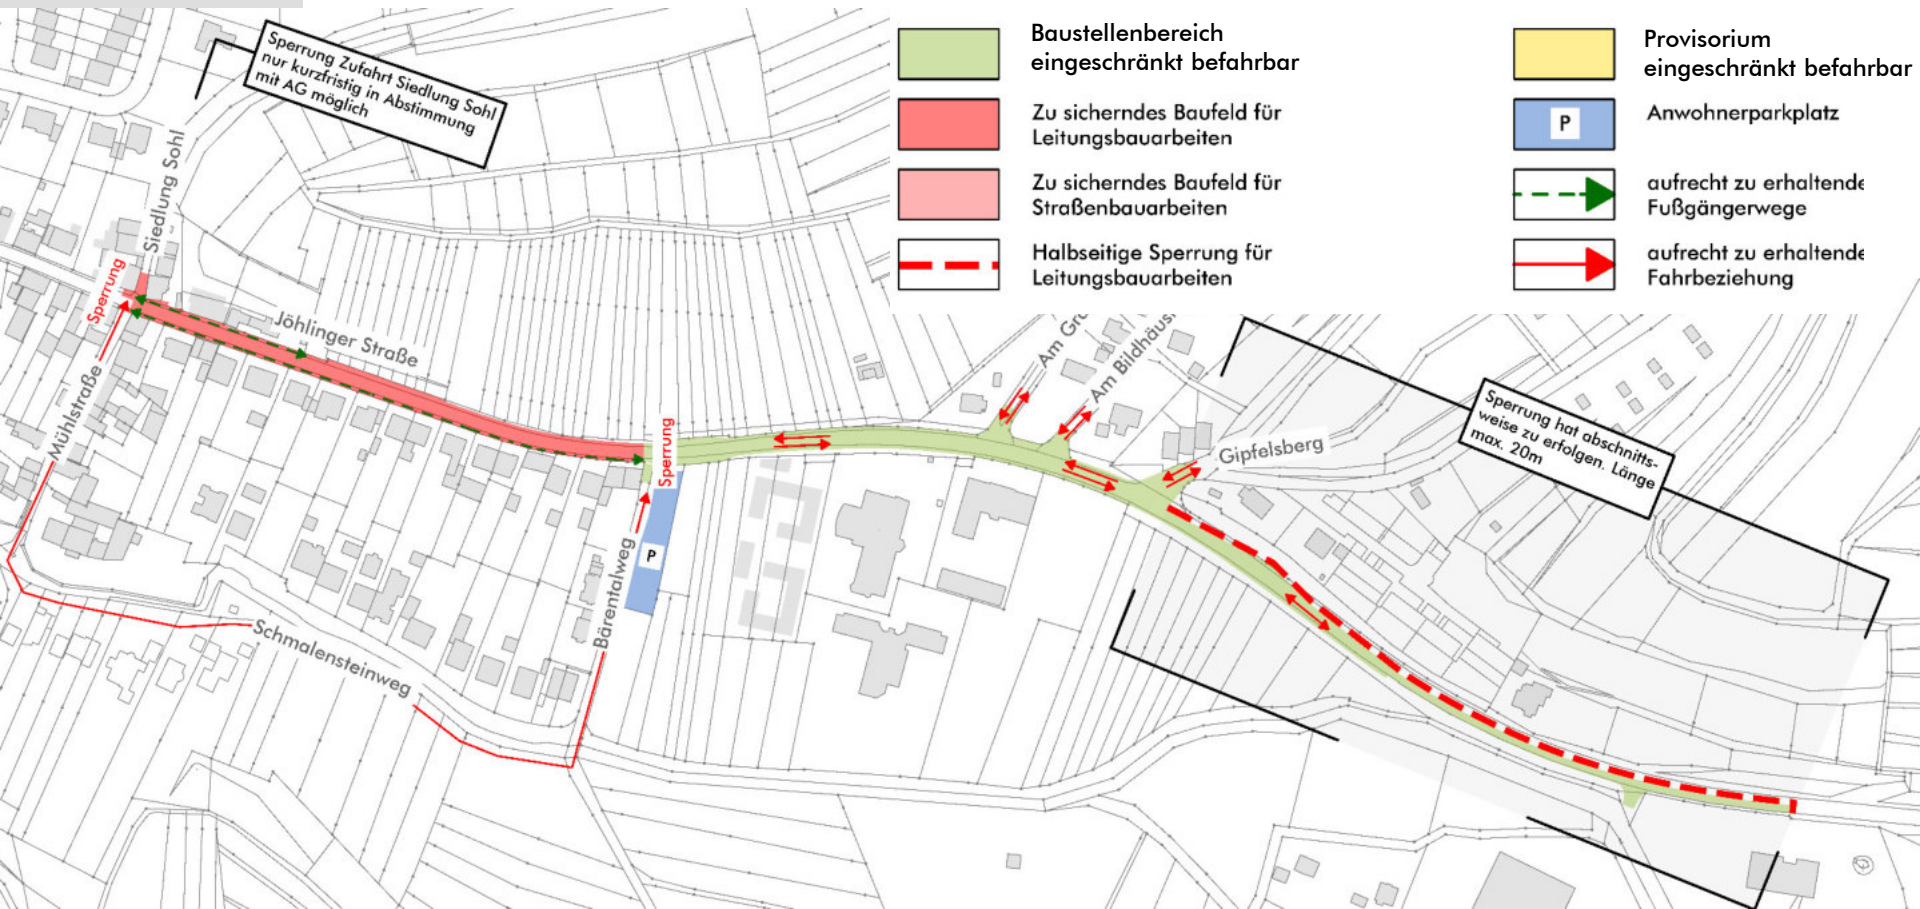 Sperrung Zufahrt Siedlung Sohl
nur kurzfristig in Abstimmung
mit AG möglich
Baustellenbereich
eingeschränkt befahrbar
Zu sicherndes Baufeld für
Leitungsbauarbeiten
Zu sicherndes Baufeld für
Straßenbauarbeiten
Halbseitige Sperrung für
Leitungsbauarbeiten
Provisorium
eingeschränkt befahrbar
P
Anwohnerparkplatz
aufrecht zu erhaltende
Fußgängerwege
aufrecht zu erhaltende
Fahrbeziehung
Siedlung Sohl
Sperrung
Jöhlinger Straße
Mühlstraße
Sperrung
Am Gru
Am Bildhäus
Gipfelsberg
Sperrung hat abschnitts-
weise zu erfolgen. Länge
max. 20m
P
Bärentalweg
Schmalensteinweg